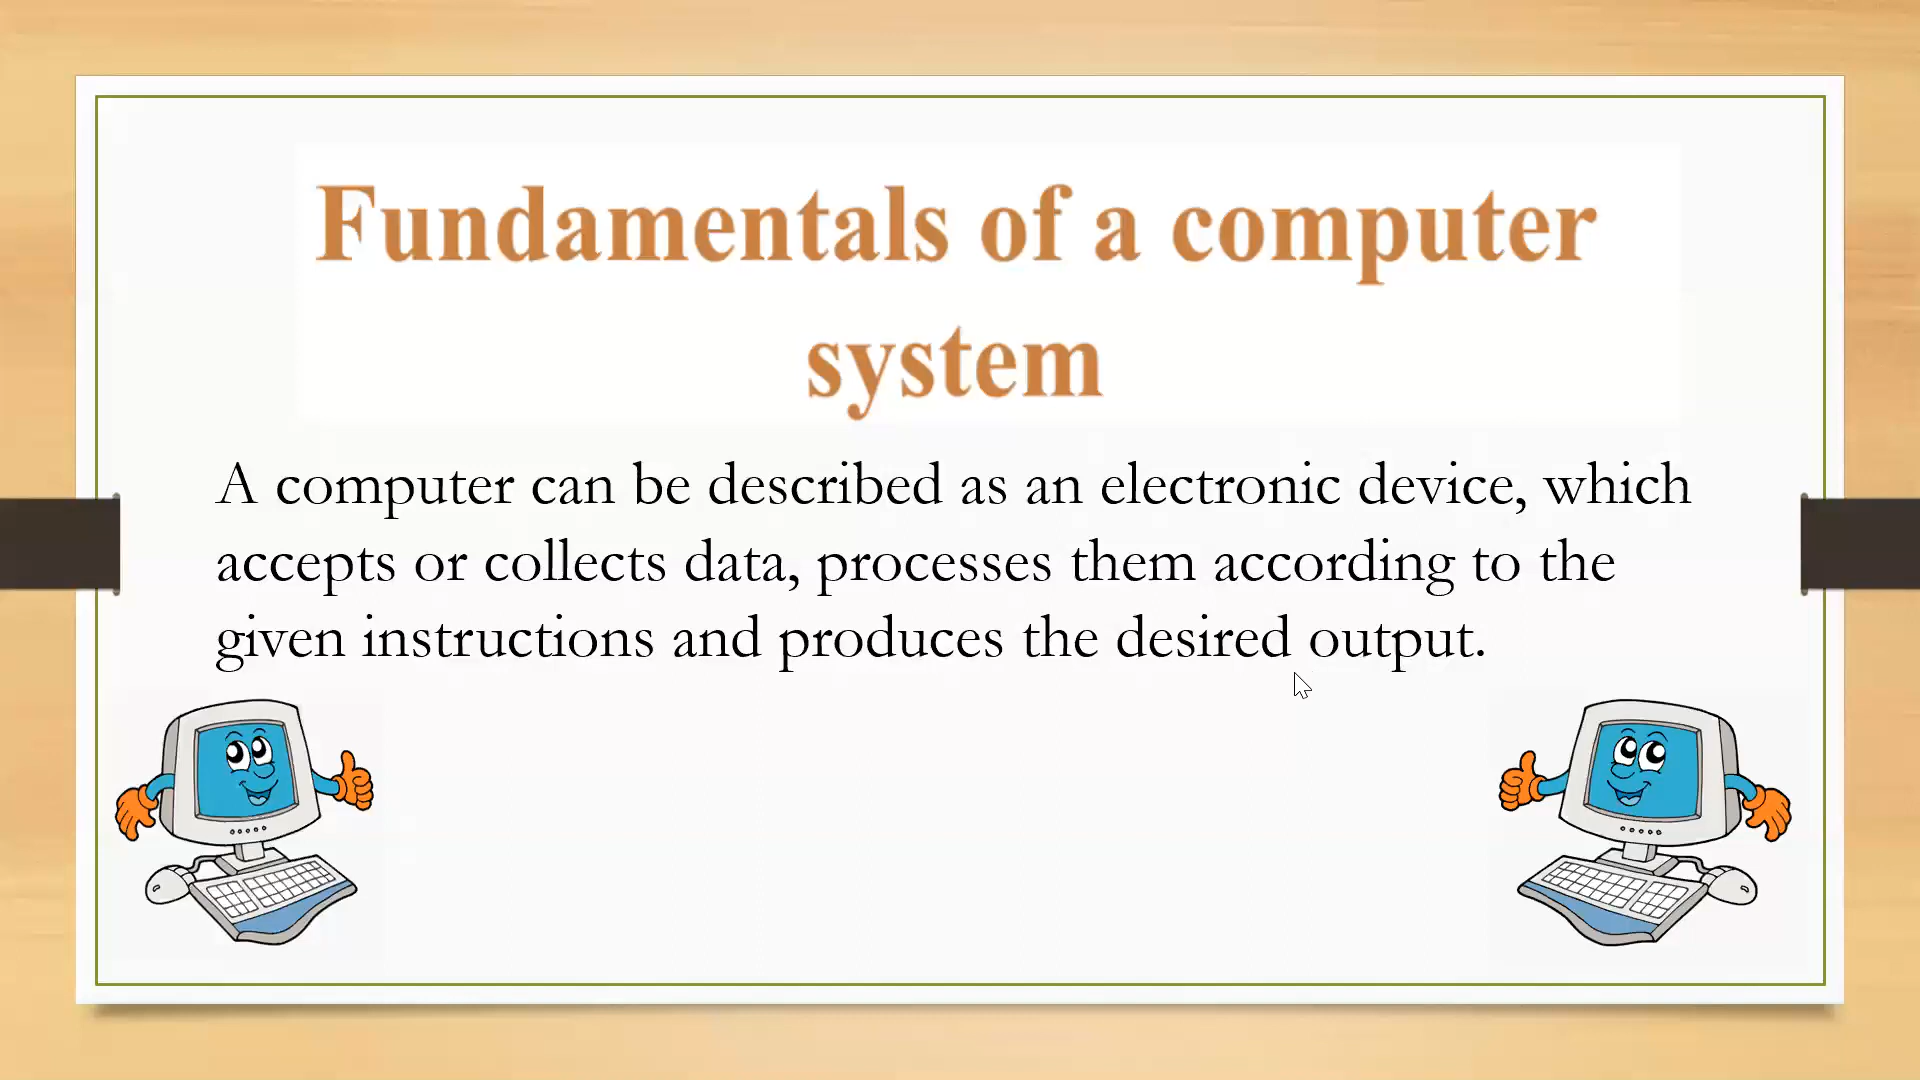 Fundamentals of a computer
system
A computer can be described as an electronic device, which
accepts or collects data, processes them according to the
given instructions and produces the desired output.